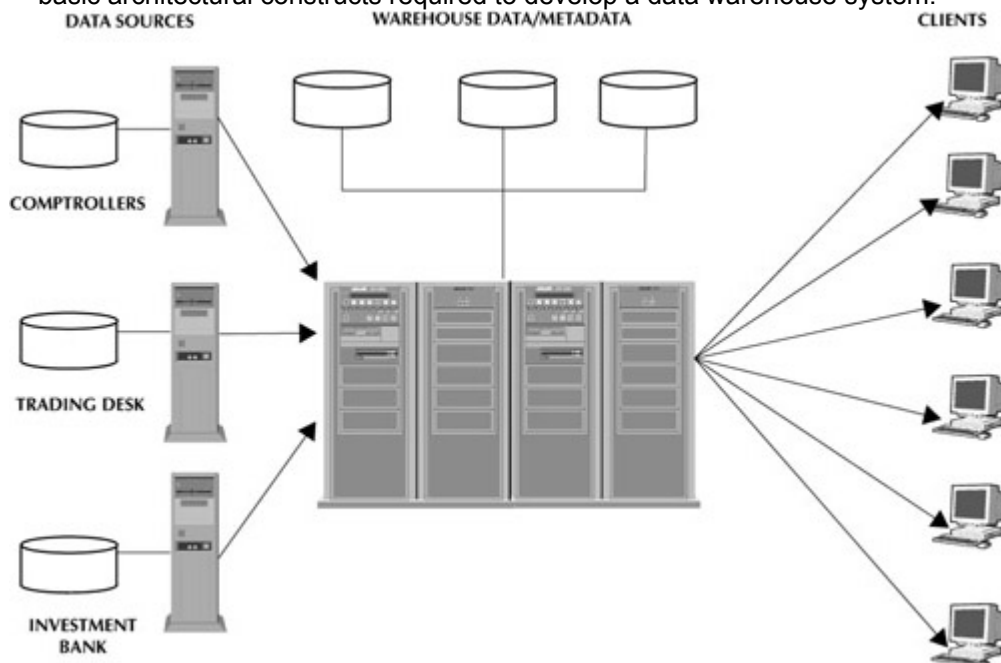 basic architectural constructs required to develop a data warehouse system.
DATA SOURCES
WAREHOUSE DATA/METADATA
CLIENTS
COMPTROLLERS
TRADING DESK
INVESTMENT
BANK